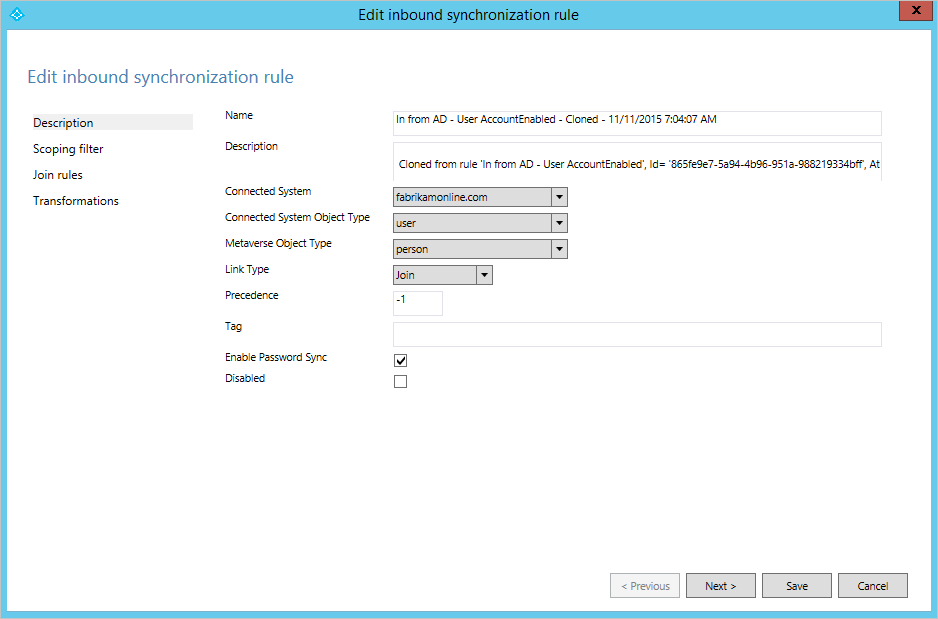 Edit inbound synchronization rule
x
Edit inbound synchronization rule
Description
Scoping filter
Join rules
Transformations
Name
In from AD - User AccountEnabled - Cloned - 11/11/2015 7:04:07 AM
Description
Cloned from rule 'In from AD - User AccountEnabled', Id= '865fe9e7-5a94-4b96-951a-988219334bff', At
Connected System
fabrikamonline.com
Connected System Object Type
user
Metaverse Object Type
person
Link Type
Join
Precedence
-1
Tag
Enable Password Sync
Disabled
< Previous
Next >
Save
Cancel